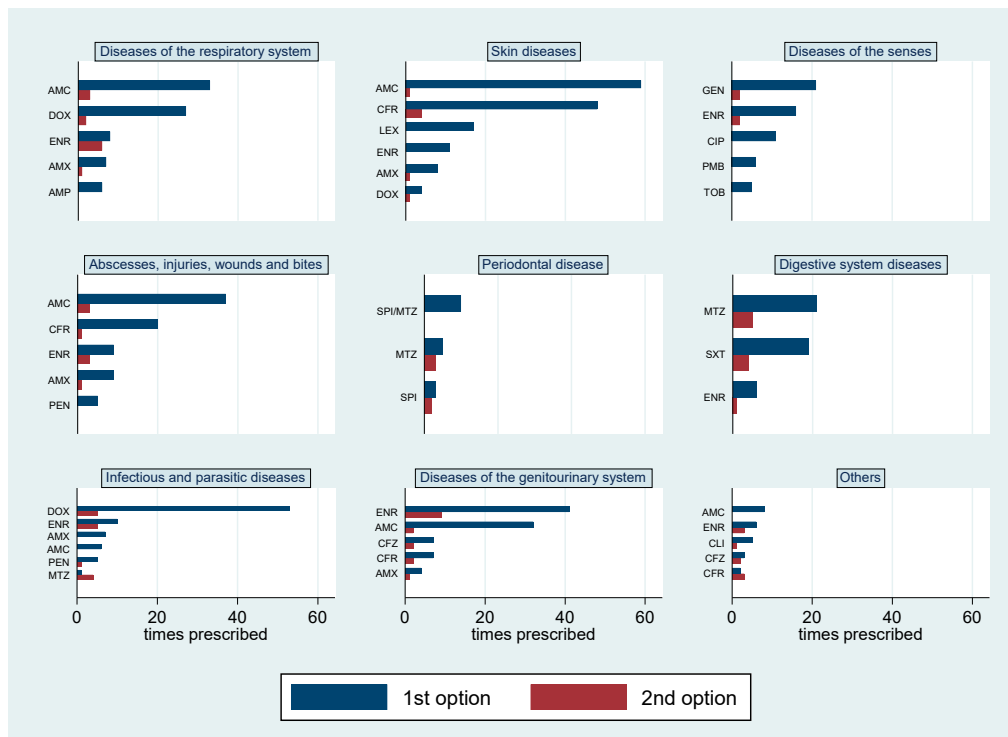 Diseases of the respiratory system
AMC
DOX
ENR
AMX
AMP
Skin diseases
AMC
CFR
LEX
ENR
AMX
DOX
Diseases of the senses
GEN
ENR
CIP
PMB
TOB
Abscesses, injuries, wounds and bites
AMC
CFR
ENR
AMX
PEN
Periodontal disease
SPI/MTZ
MTZ
SPI
Digestive system diseases
MTZ
SXT
ENR
Infectious and parasitic diseases
DOX
ENR
AMX
AMC
PEN
MTZ
0 20 40 60
times prescribed
Diseases of the genitourinary system
ENR
AMC
CFZ
CFR
AMX
0 20 40 60
times prescribed
Others
AMC
ENR
CLI
CFZ
CFR
0 20 40 60
times prescribed
1st option 2nd option